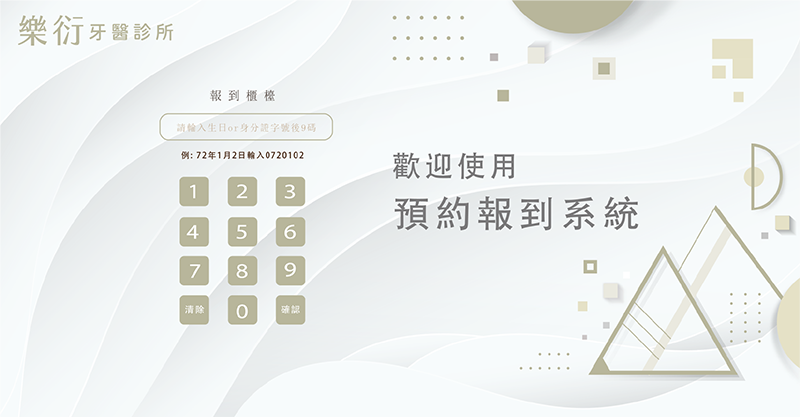 樂衍牙醫診所
報到櫃檯
請輸入生日or身分證字號後9碼
例: 72年1月2日輸入0720102
1 2 3
4 5 6
7 8 9
清除 0 確認
歡迎使用
預約報到系統